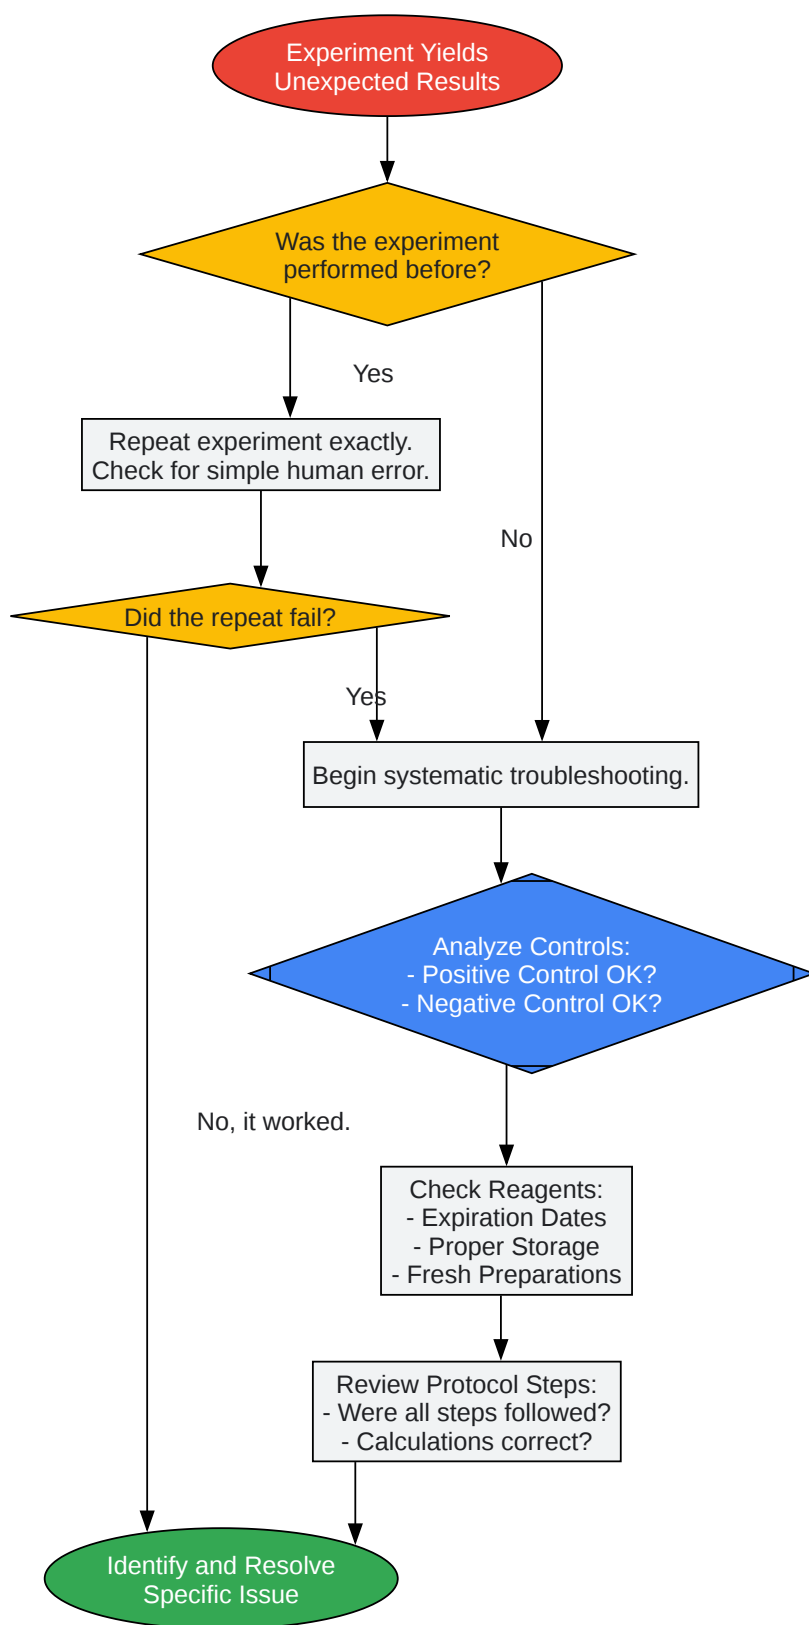 Experiment Yields
Unexpected Results
Was the experiment
performed before?
Yes
Repeat experiment exactly.
Check for simple human error.
No
Did the repeat fail?
Yes
Begin systematic troubleshooting.
Analyze Controls:
- Positive Control OK?
- Negative Control OK?
No, it worked.
Check Reagents:
- Expiration Dates
- Proper Storage
- Fresh Preparations
Review Protocol Steps:
- Were all steps followed?
- Calculations correct?
Identify and Resolve
Specific Issue